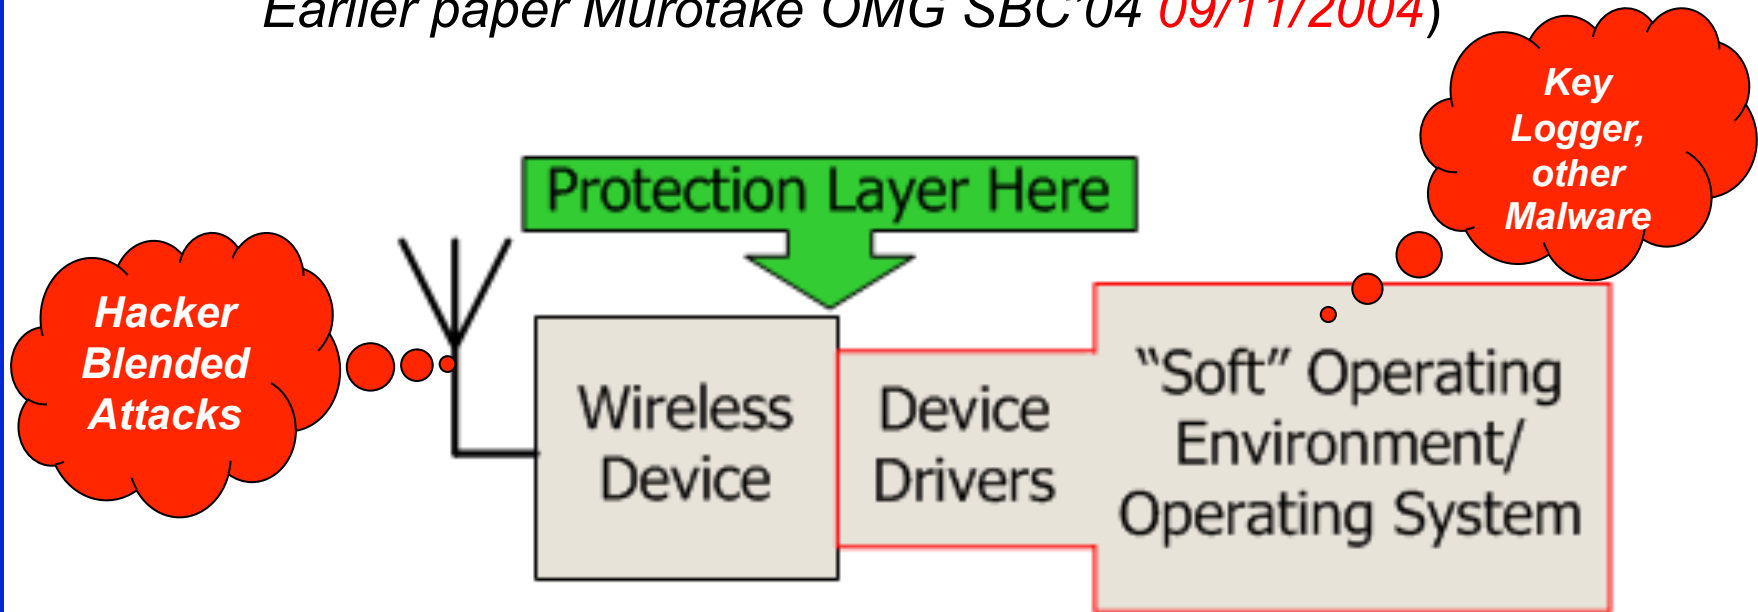 Earlier paper Murotake OMG SBC'04 09/11/2004)
Key
Logger,
other
Malware
Protection Layer Here
Hacker
Blended
Attacks
Wireless
Device
Device
Drivers
“Soft” Operating
Environment/
Operating System